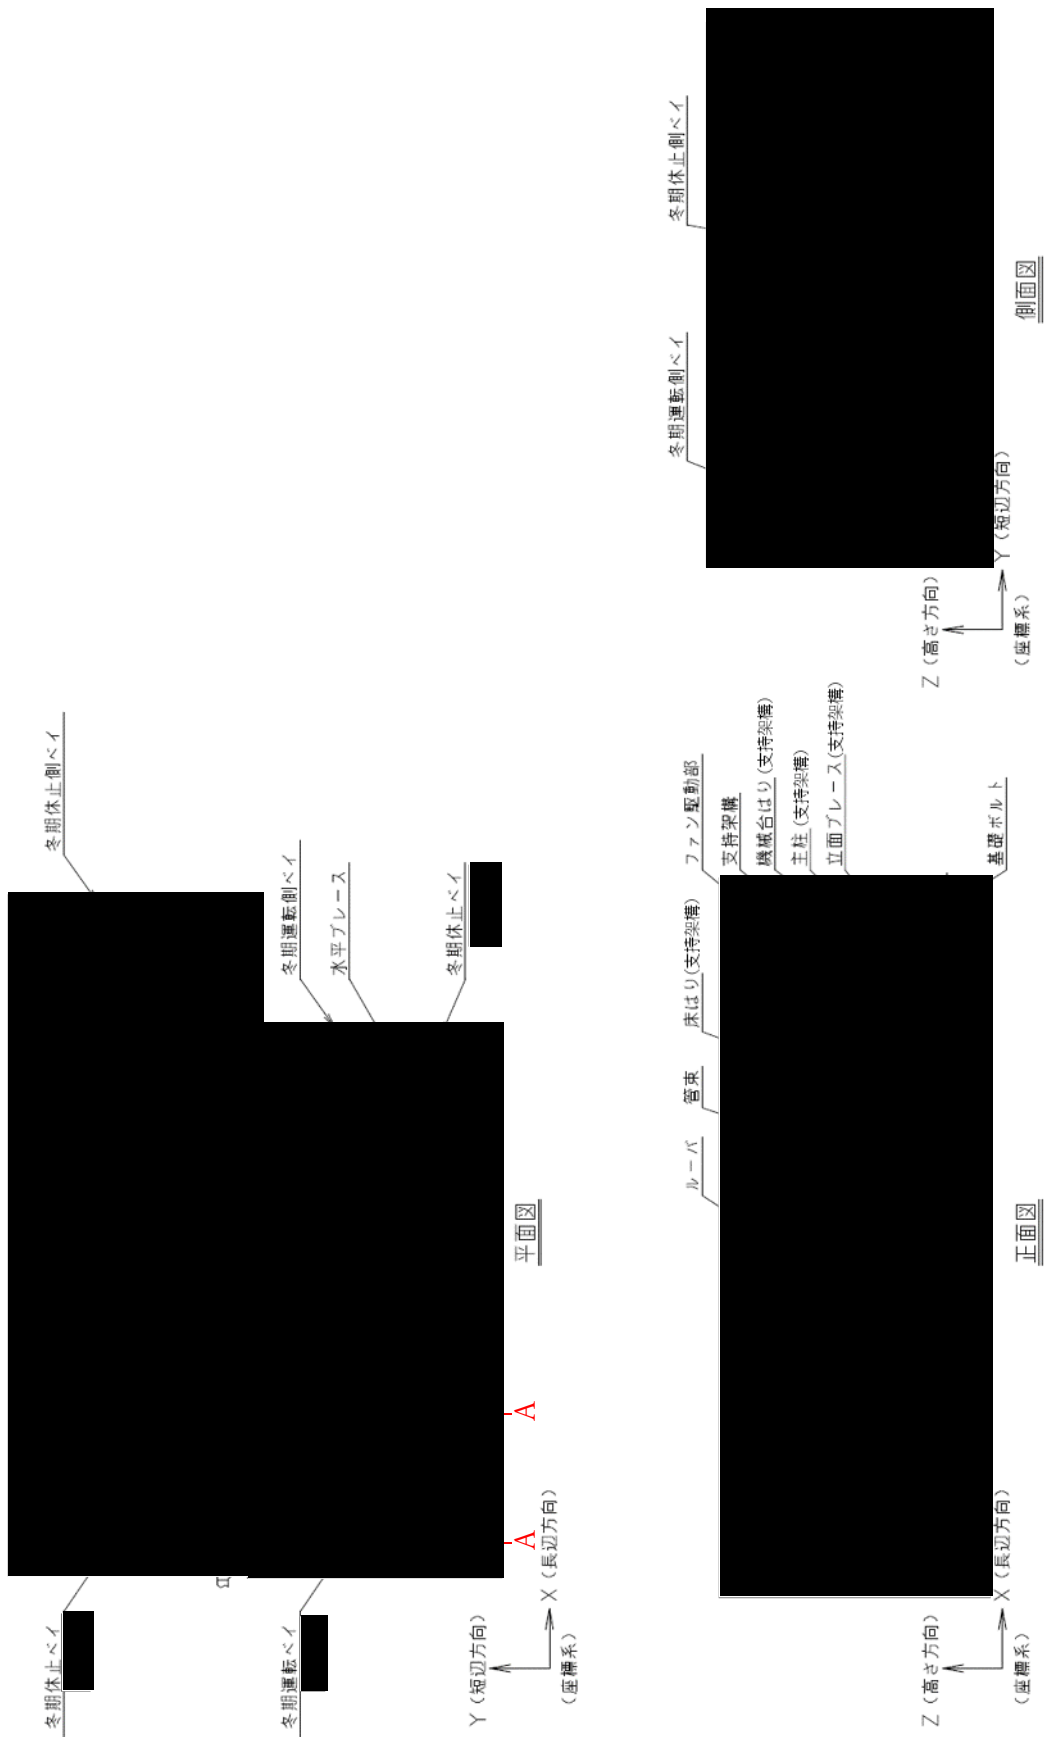 冬期休止側ベイ
冬期運転側ベイ
水平ブレース
冬期休止ベイ
冬期休止ベイ
冬期運転ベイ
A
A
Y (短辺方向)
X (長辺方向)
(座標系)
平面図
ファン駆動部
支持架構
機械台はり(支持架構)
主柱(支持架構)
立面ブレース(支持架構)
基礎ボルト
床はり(支持架構)
管束
ルーバ
Z (高さ方向)
X (長辺方向)
(座標系)
正面図
冬期休止側ベイ
冬期運転側ベイ
Z (高さ方向)
Y (短辺方向)
(座標系)
側面図